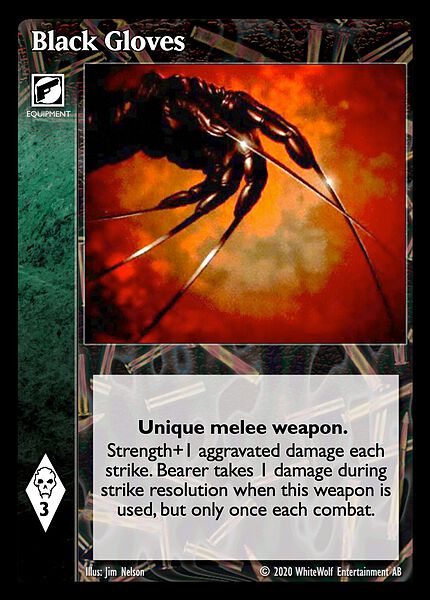 Black Gloves
EQUIPMENT
Unique melee weapon.
Strength+1 aggravated damage each
strike. Bearer takes 1 damage during
strike resolution when this weapon is
used, but only once each combat.
3
Illus: Jim Nelson
© 2020 WhiteWolf Entertainment AB